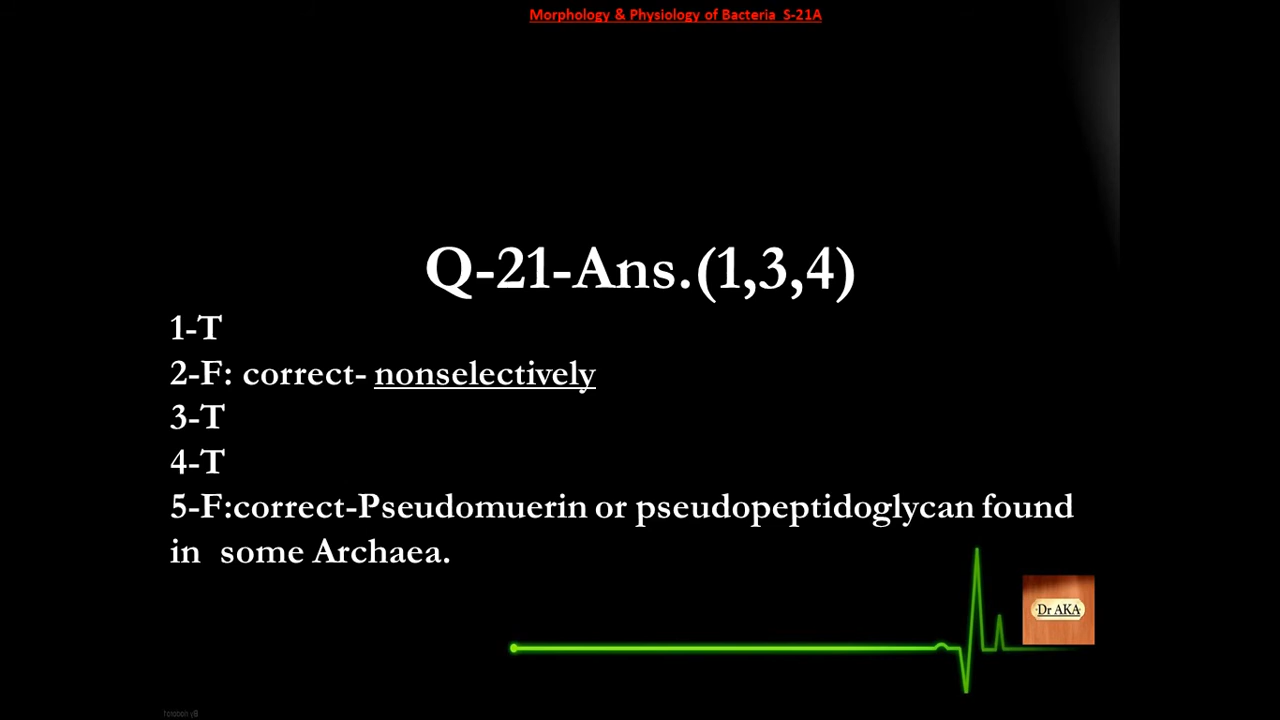 Morphology & Physiology of Bacteria S-21A
Q-21-Ans.(1,3,4)
1-T
2-F: correct- nonselectively
3-T
4-T
5-F:correct-Pseudomuerin or pseudopeptidoglycan found
in some Archaea.
Dr AKA